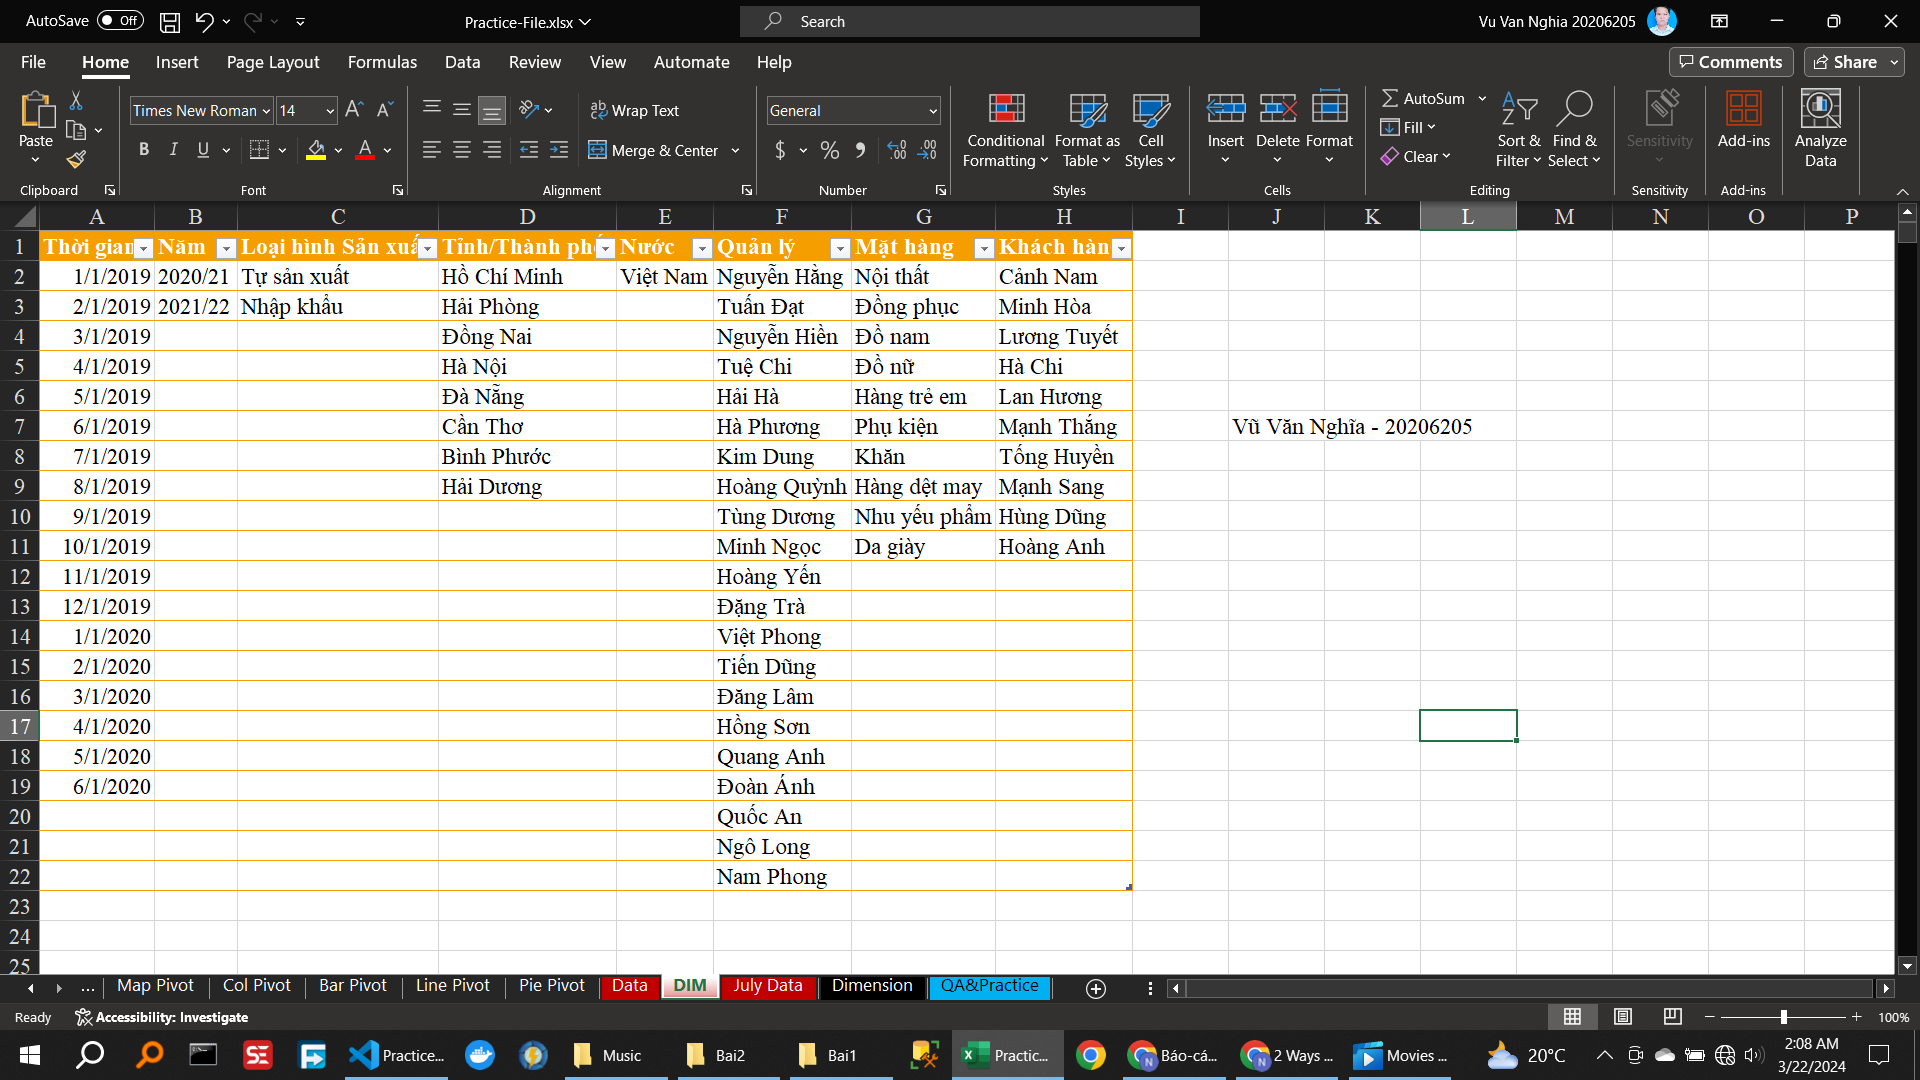 AutoSave Off Practice-File.xlsx Search Vu Van Nghia 20206205
File Home Insert Page Layout Formulas Data Review View Automate Help Comments Share
Times New Roman 14 Wrap Text General AutoSum
Paste Conditional Formatting Format as Table Cell Styles Insert Delete Format Fill Sort & Filter Find & Select Sensitivity Add-ins Analyze Data
B I U A Merge & Center $ % Clear
Clipboard Font Alignment Number Styles Cells Editing Sensitivity Add-ins
A B C D E F G H I J K L M N O P
1 Thời gian Năm Loại hình Sản xuấ Tỉnh/Thành phố Nước Quản lý Mặt hàng Khách hàn
2 1/1/2019 2020/21 Tự sản xuất Hồ Chí Minh Việt Nam Nguyễn Hằng Nội thất Cảnh Nam
3 2/1/2019 2021/22 Nhập khẩu Hải Phòng Tuấn Đạt Đồng phục Minh Hòa
4 3/1/2019 Đồng Nai Nguyễn Hiền Đồ nam Lương Tuyết
5 4/1/2019 Hà Nội Tuệ Chi Đồ nữ Hà Chi
6 5/1/2019 Đà Nẵng Hải Hà Hàng trẻ em Lan Hương
7 6/1/2019 Cần Thơ Hà Phương Phụ kiện Mạnh Thắng Vũ Văn Nghĩa - 20206205
8 7/1/2019 Bình Phước Kim Dung Khăn Tống Huyền
9 8/1/2019 Hải Dương Hoàng Quỳnh Hàng dệt may Mạnh Sang
10 9/1/2019 Tùng Dương Nhu yếu phẩm Hùng Dũng
11 10/1/2019 Minh Ngọc Da giày Hoàng Anh
12 11/1/2019 Hoàng Yến
13 12/1/2019 Đặng Trà
14 1/1/2020 Việt Phong
15 2/1/2020 Tiến Dũng
16 3/1/2020 Đăng Lâm
17 4/1/2020 Hồng Sơn
18 5/1/2020 Quang Anh
19 6/1/2020 Đoàn Ánh
20 Quốc An
21 Ngô Long
22 Nam Phong
23
24
25
... Map Pivot Col Pivot Bar Pivot Line Pivot Pie Pivot Data DIM July Data Dimension QA&Practice
Ready Accessibility: Investigate 100%
SE Practice... Music Bai2 Bai1 Practic... Báo-cá... 2 Ways ... Movies ... 20°C 2:08 AM
3/22/2024